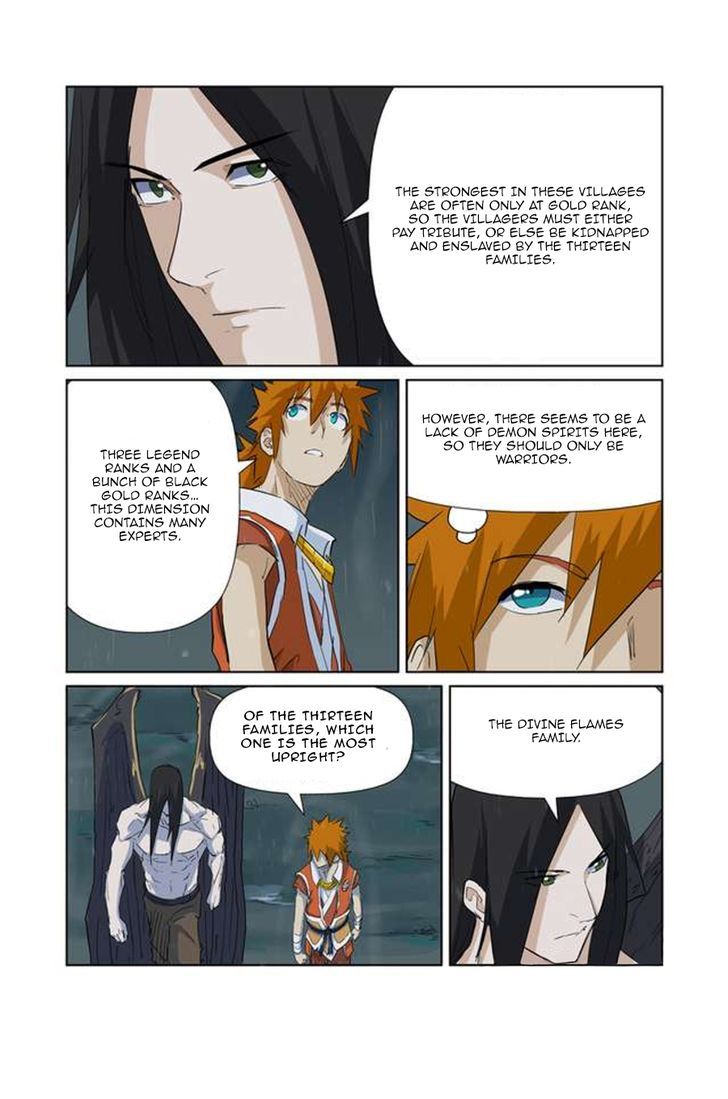 THE STRONGEST IN THESE VILLAGES
ARE OFTEN ONLY AT GOLD RANK,
SO THE VILLAGERS MUST EITHER
PAY TRIBUTE, OR ELSE BE KIDNAPPED
AND ENSLAVED BY THE THIRTEEN
FAMILIES.
THREE LEGEND
RANKS AND A
BUNCH OF BLACK
GOLD RANKS...
THIS DIMENSION
CONTAINS MANY
EXPERTS.
HOWEVER, THERE SEEMS TO BE A
LACK OF DEMON SPIRITS HERE,
SO THEY SHOULD ONLY BE
WARRIORS.
OF THE THIRTEEN
FAMILIES, WHICH
ONE IS THE MOST
UPRIGHT?
THE DIVINE FLAMES
FAMILY.